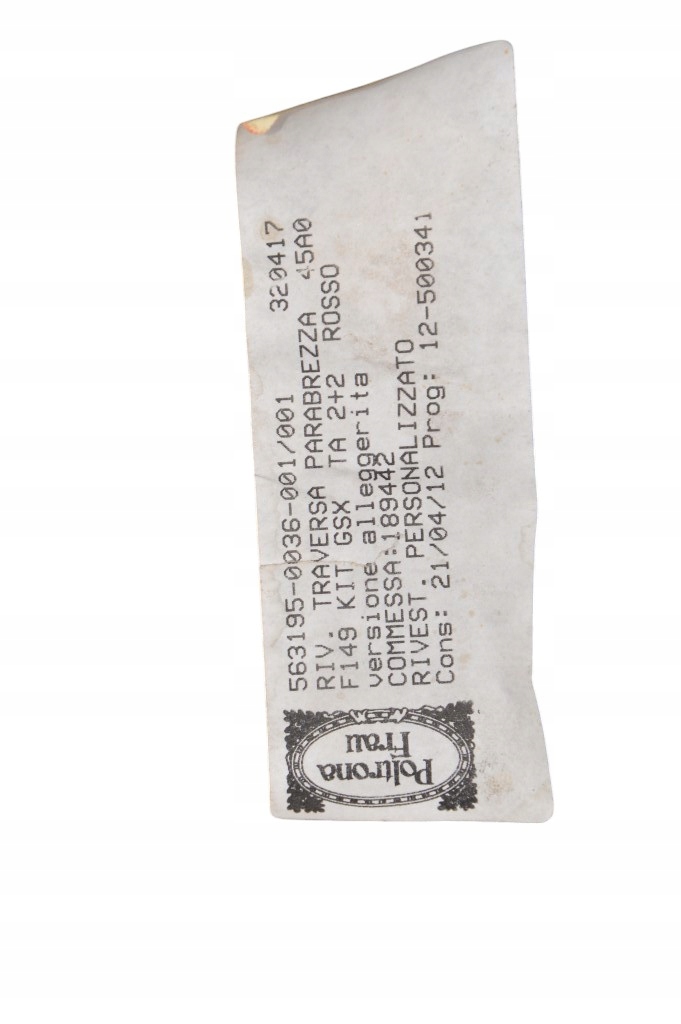 563195-0036-001/001 320417
RIV. TRAVERSA PARABREZZA 45A0
F149 KIT GSX TA 2+2 ROSSO
versione alleggerita
COMMESSA:189442
RIVEST. PERSONALIZZATO
Cons: 21/04/12 Prog: 12-500341
Poltrona
Frau